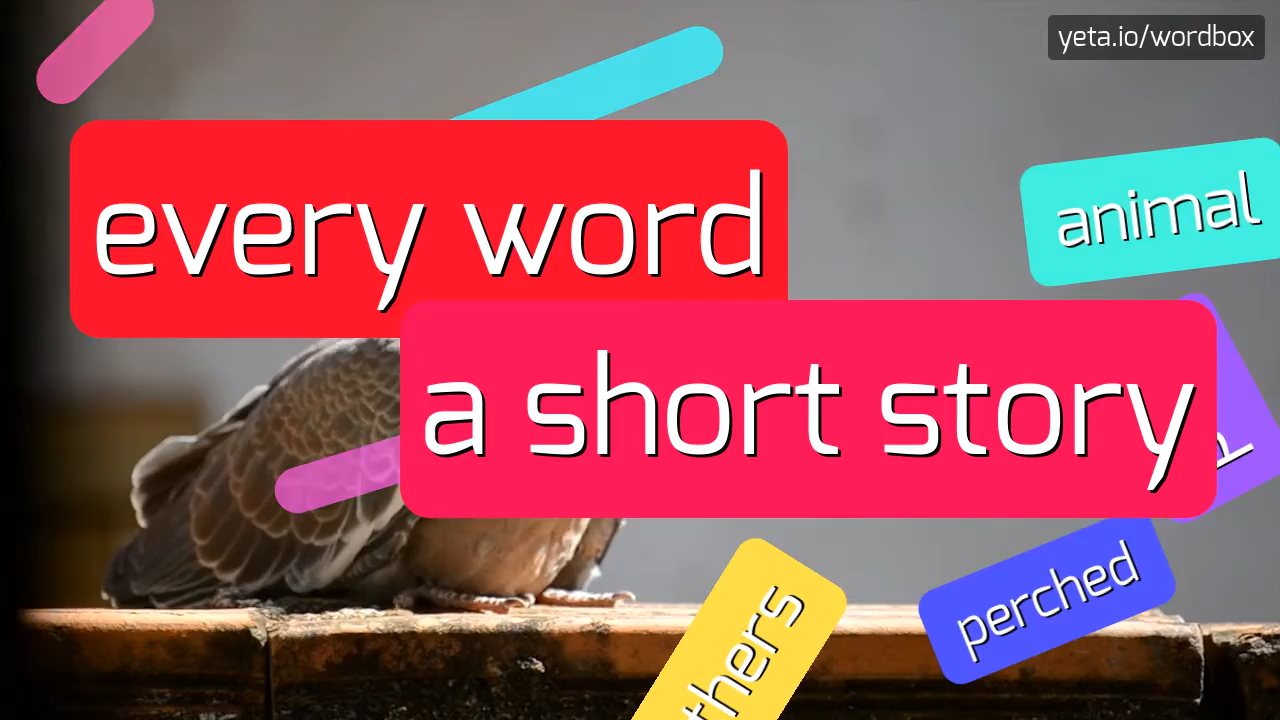 yeta.io/wordbox
every word
animal
a short story
perched